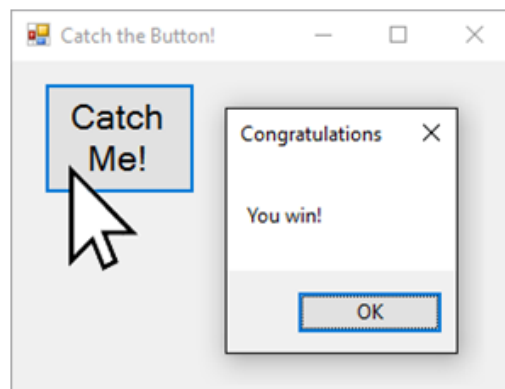 Catch the Button!
Catch
Me!
Congratulations
You win!
OK